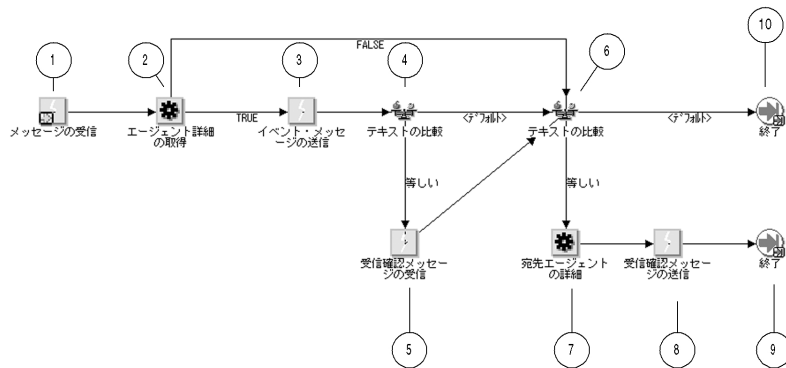 10
1
2
3
4
6
FALSE
TRUE
<デフォルト>
<デフォルト>
メッセージの受信
エージェント詳細
の取得
イベント・メッセ
ージの送信
テキストの比較
テキストの比較
終了
等しい
等しい
受信確認メッセー
ジの受信
宛先エージェント
の詳細
受信確認メッセー
ジの送信
終了
5
7
8
9